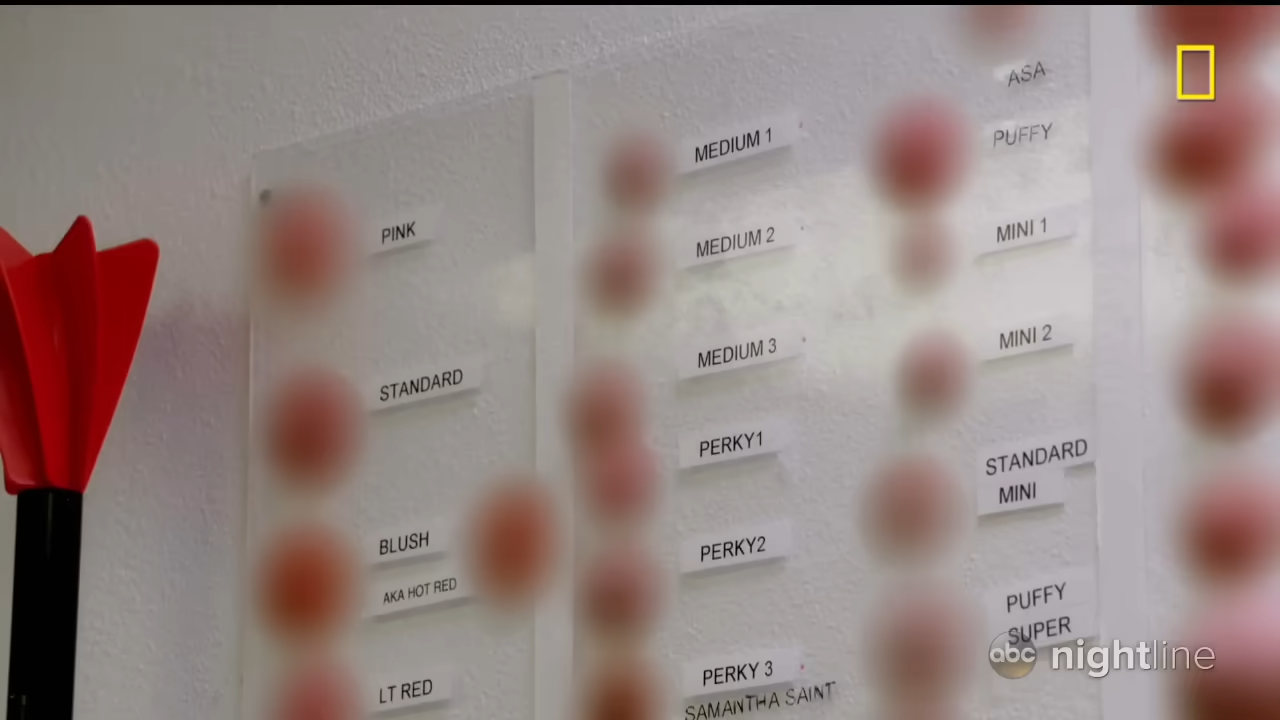 PINK
STANDARD
BLUSH
AKA HOT RED
LT RED
MEDIUM 1
MEDIUM 2
MEDIUM 3
PERKY1
PERKY2
PERKY 3
SAMANTHA SAINT
ASA
PUFFY
MINI 1
MINI 2
STANDARD
MINI
PUFFY
SUPER
abc nightline